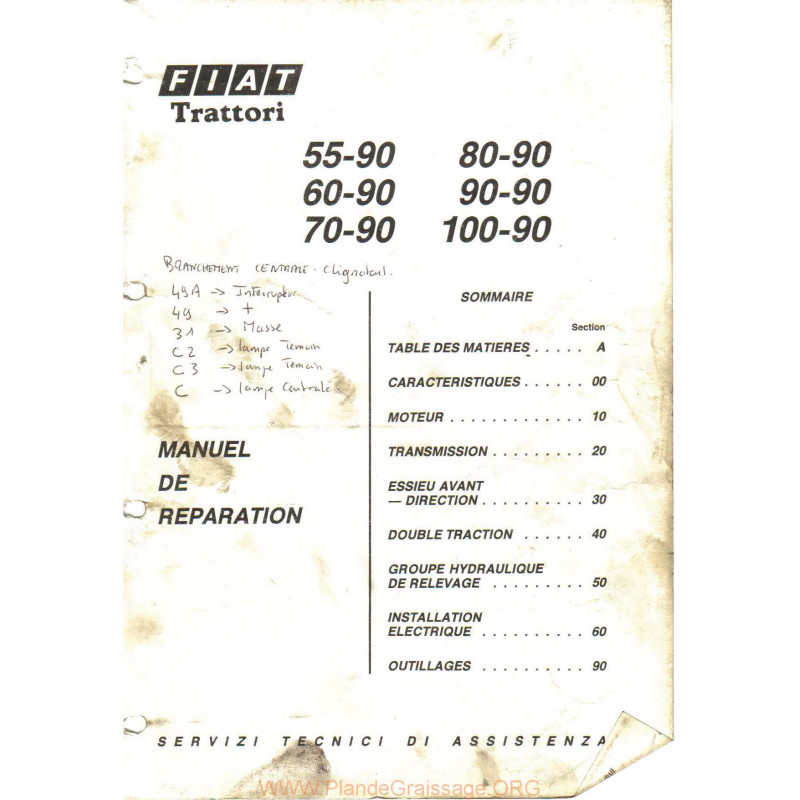 FIAT
Trattori
55-90 80-90
60-90 90-90
70-90 100-90
BRANCHEMENT CENTRALE - Clignotant.
49A -> Interrupteur
49 -> +
31 -> Masse
C2 -> lampe Temoin
C3 -> lampe Temoin
C -> lampe Centrale
MANUEL
DE
REPARATION
SOMMAIRE
Section
TABLE DES MATIERES . . . . . A
CARACTERISTIQUES . . . . . . 00
MOTEUR . . . . . . . . . . . . . 10
TRANSMISSION . . . . . . . . . 20
ESSIEU AVANT
— DIRECTION . . . . . . . . . . 30
DOUBLE TRACTION . . . . . . 40
GROUPE HYDRAULIQUE
DE RELEVAGE . . . . . . . . . 50
INSTALLATION
ELECTRIQUE . . . . . . . . . . 60
OUTILLAGES . . . . . . . . . . 90
SERVIZI TECNICI DI ASSISTENZA
www.PlandeGraissage.ORG